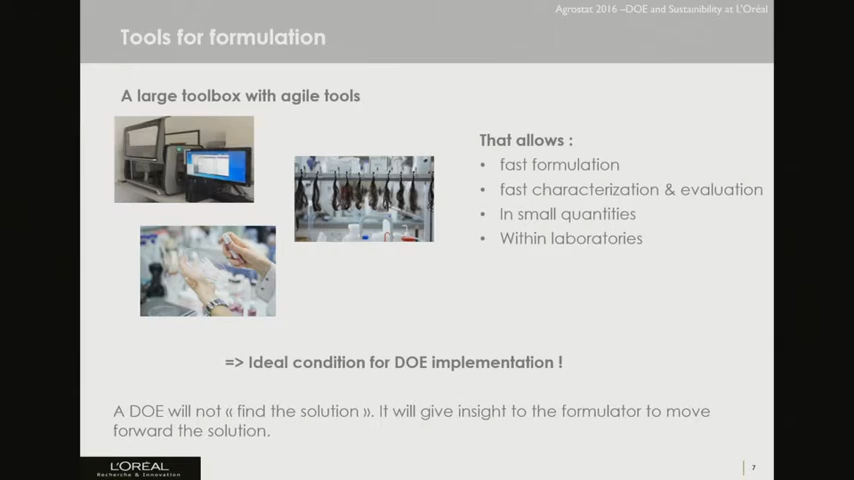 Agrostat 2016 –DOE and Sustainibility at L'Oréal
Tools for formulation
A large toolbox with agile tools
That allows :
• fast formulation
• fast characterization & evaluation
• In small quantities
• Within laboratories
=> Ideal condition for DOE implementation !
A DOE will not « find the solution ». It will give insight to the formulator to move
forward the solution.
L'ORÉAL
Recherche & Innovation
7